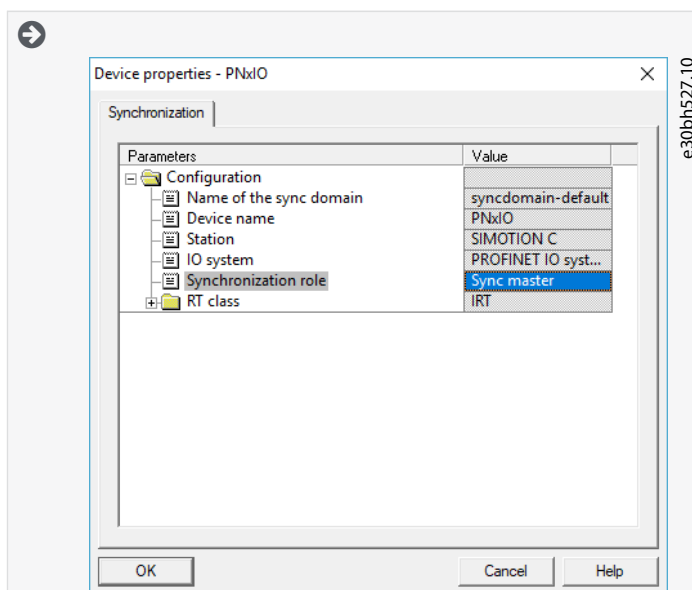 Device properties - PNxIO
Synchronization
Parameters Value
Configuration
Name of the sync domain syncdomain-default
Device name PNxIO
Station SIMOTION C
IO system PROFINET IO syst...
Synchronization role Sync master
RT class IRT
OK Cancel Help
e30bh527.10